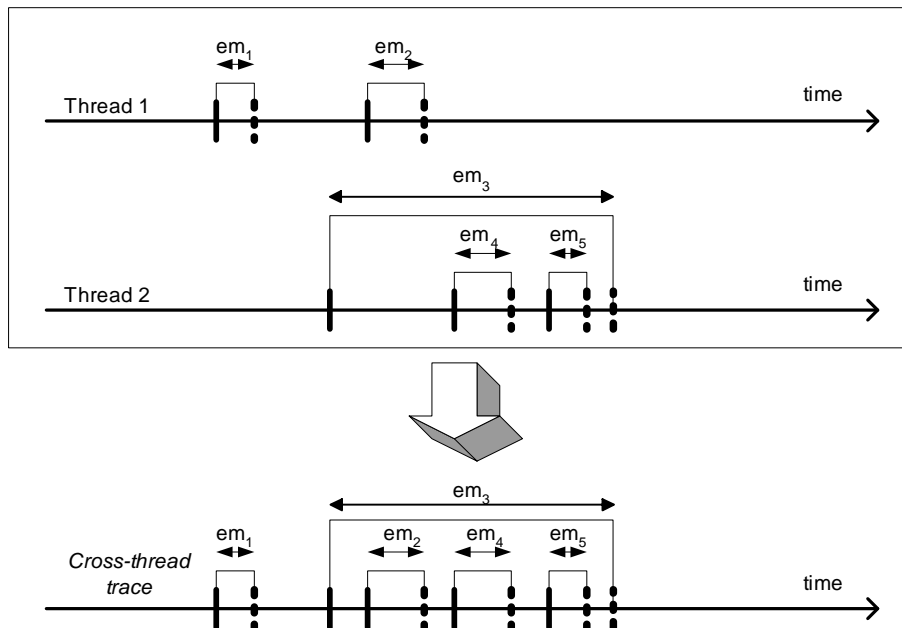 em₁ em₂
Thread 1 time
em₃
em₄ em₅
Thread 2 time
em₃
em₁ em₂ em₄ em₅
Cross-thread
trace
time